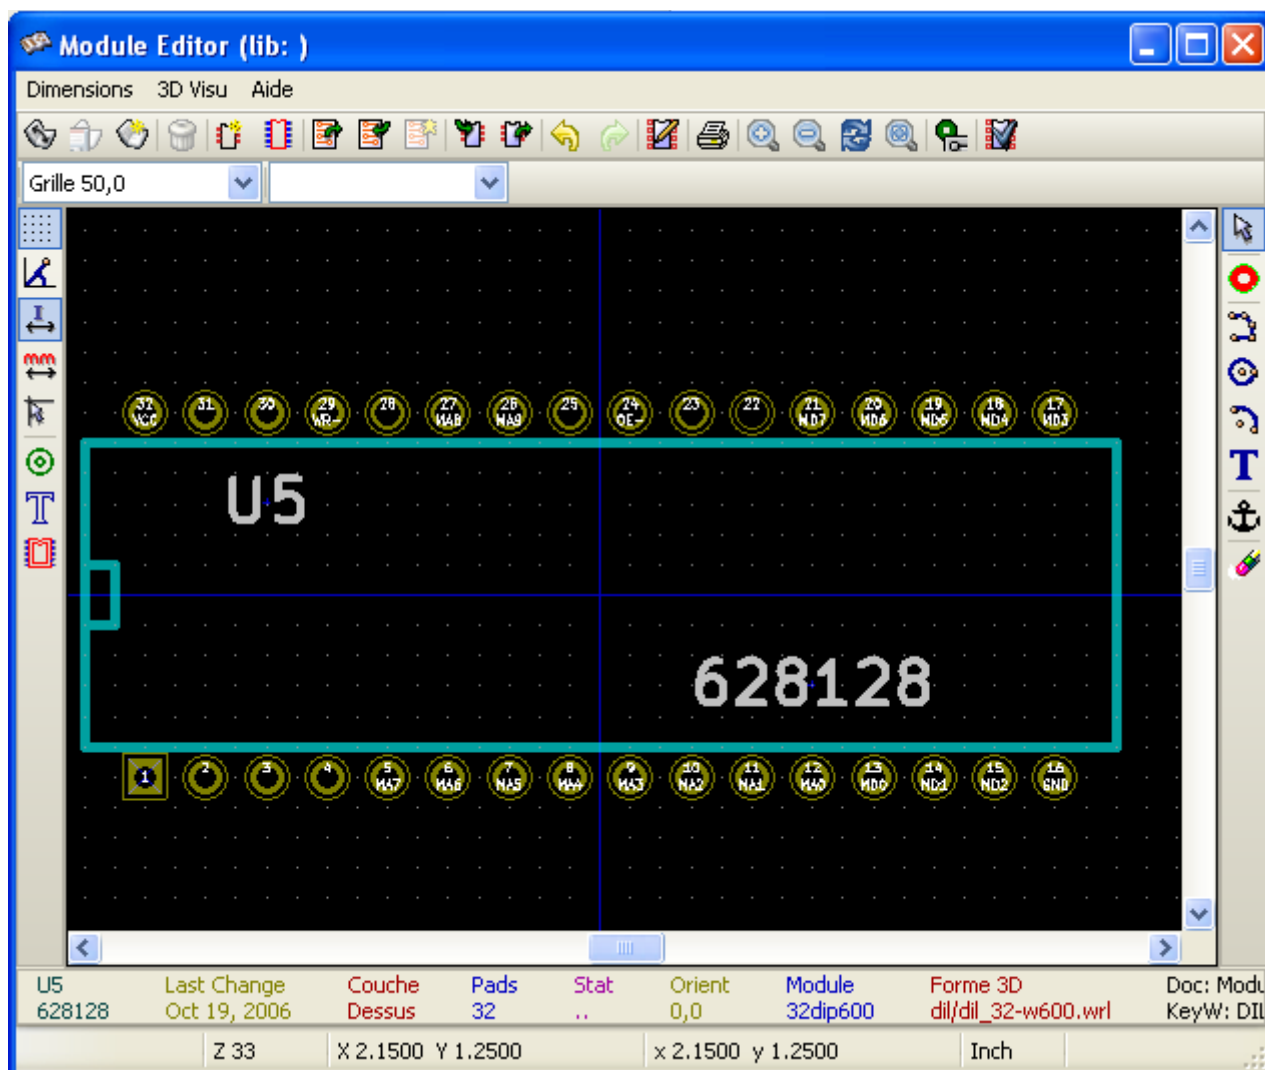 Module Editor (lib: )
Dimensions 3D Visu Aide
Grille 50,0
32 31 30 29 28 27 26 25 24 23 22 21 20 19 18 17
VCC WR- MA8 MA9 OE- MD7 MD6 MD5 MD4 MD3
U5
628128
1 2 3 4 5 6 7 8 9 10 11 12 13 14 15 16
MA7 MA6 MA5 MA4 MA3 MA2 MA1 MA0 MD0 MD1 MD2 GND
U5 Last Change Couche Pads Stat Orient Module Forme 3D Doc: Modu
628128 Oct 19, 2006 Dessus 32 .. 0,0 32dip600 dil/dil_32-w600.wrl KeyW: DIL
Z 33 X 2.1500 Y 1.2500 x 2.1500 y 1.2500 Inch